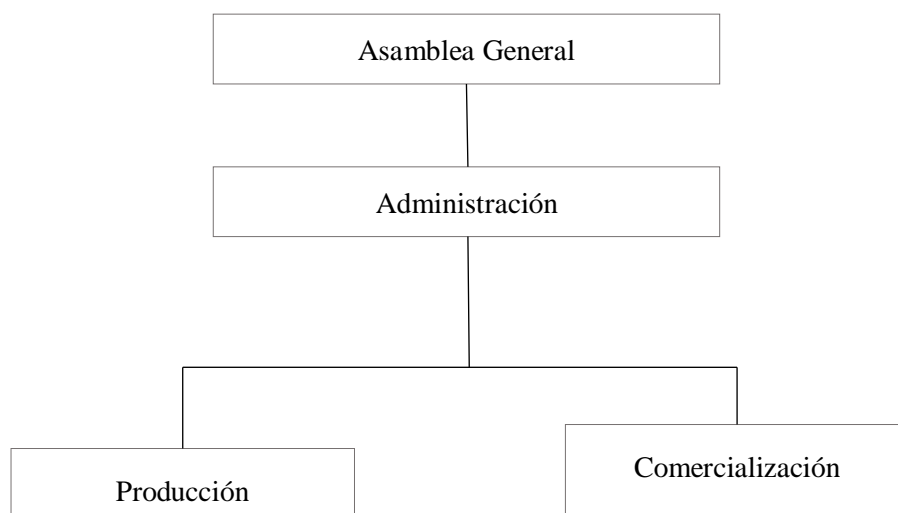 Asamblea General
Administración
Comercialización
Producción